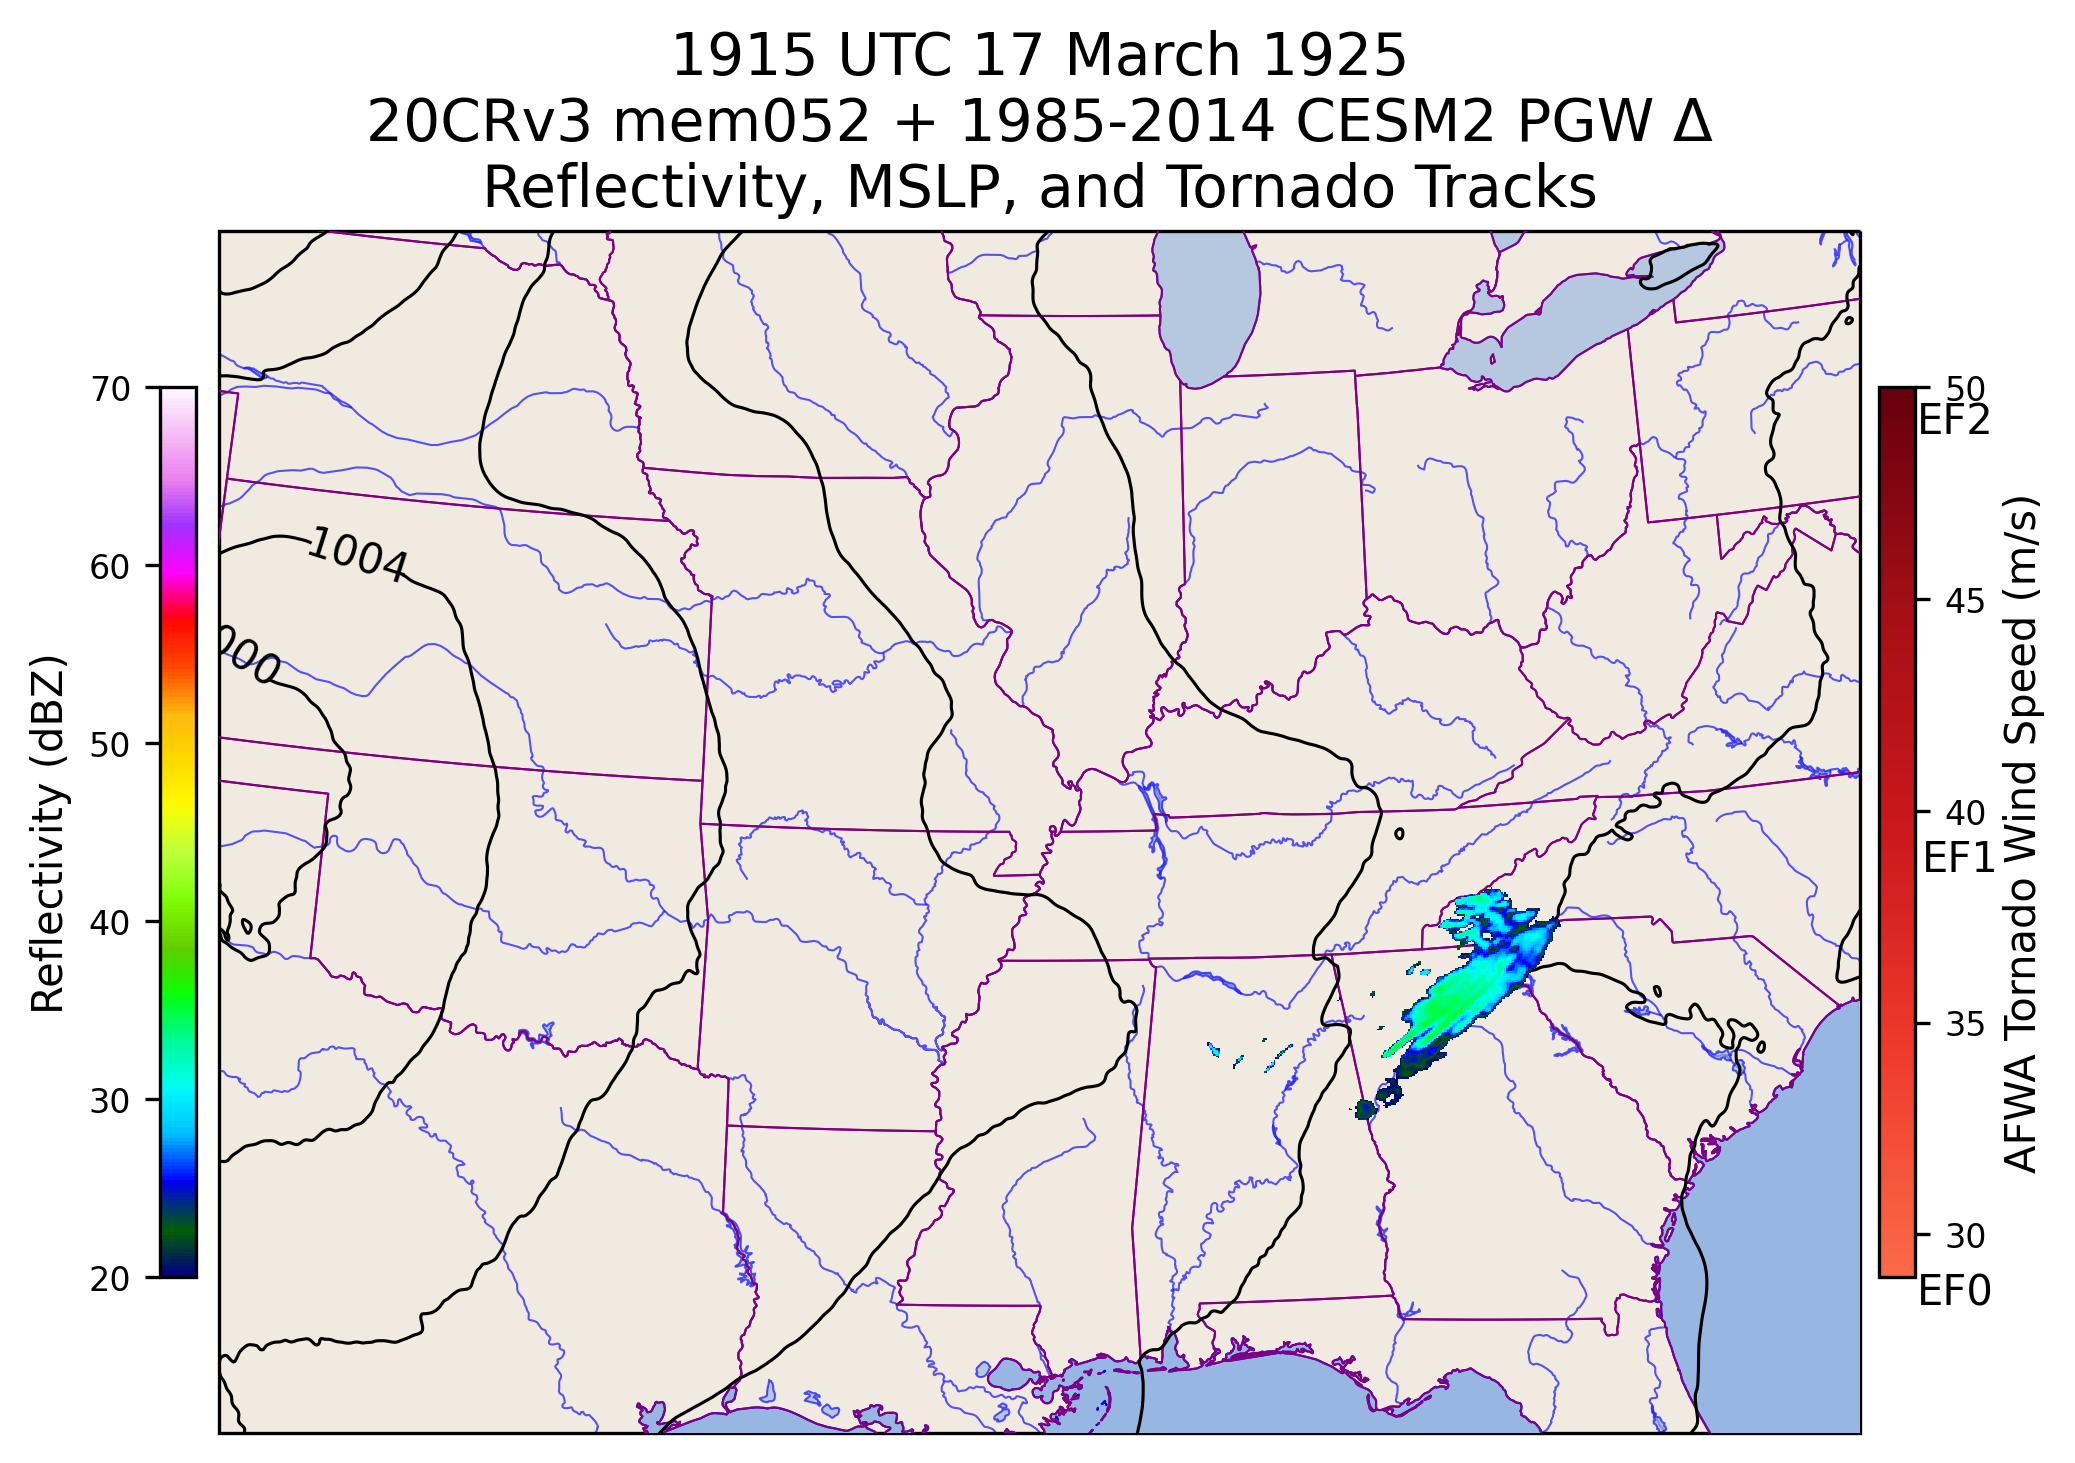 1915 UTC 17 March 1925
20CRv3 mem052 + 1985-2014 CESM2 PGW Δ
Reflectivity, MSLP, and Tornado Tracks
Reflectivity (dBZ)
70
60
50
40
30
20
1004
000
50
EF2
45
40
EF1
35
30
EF0
AFWA Tornado Wind Speed (m/s)